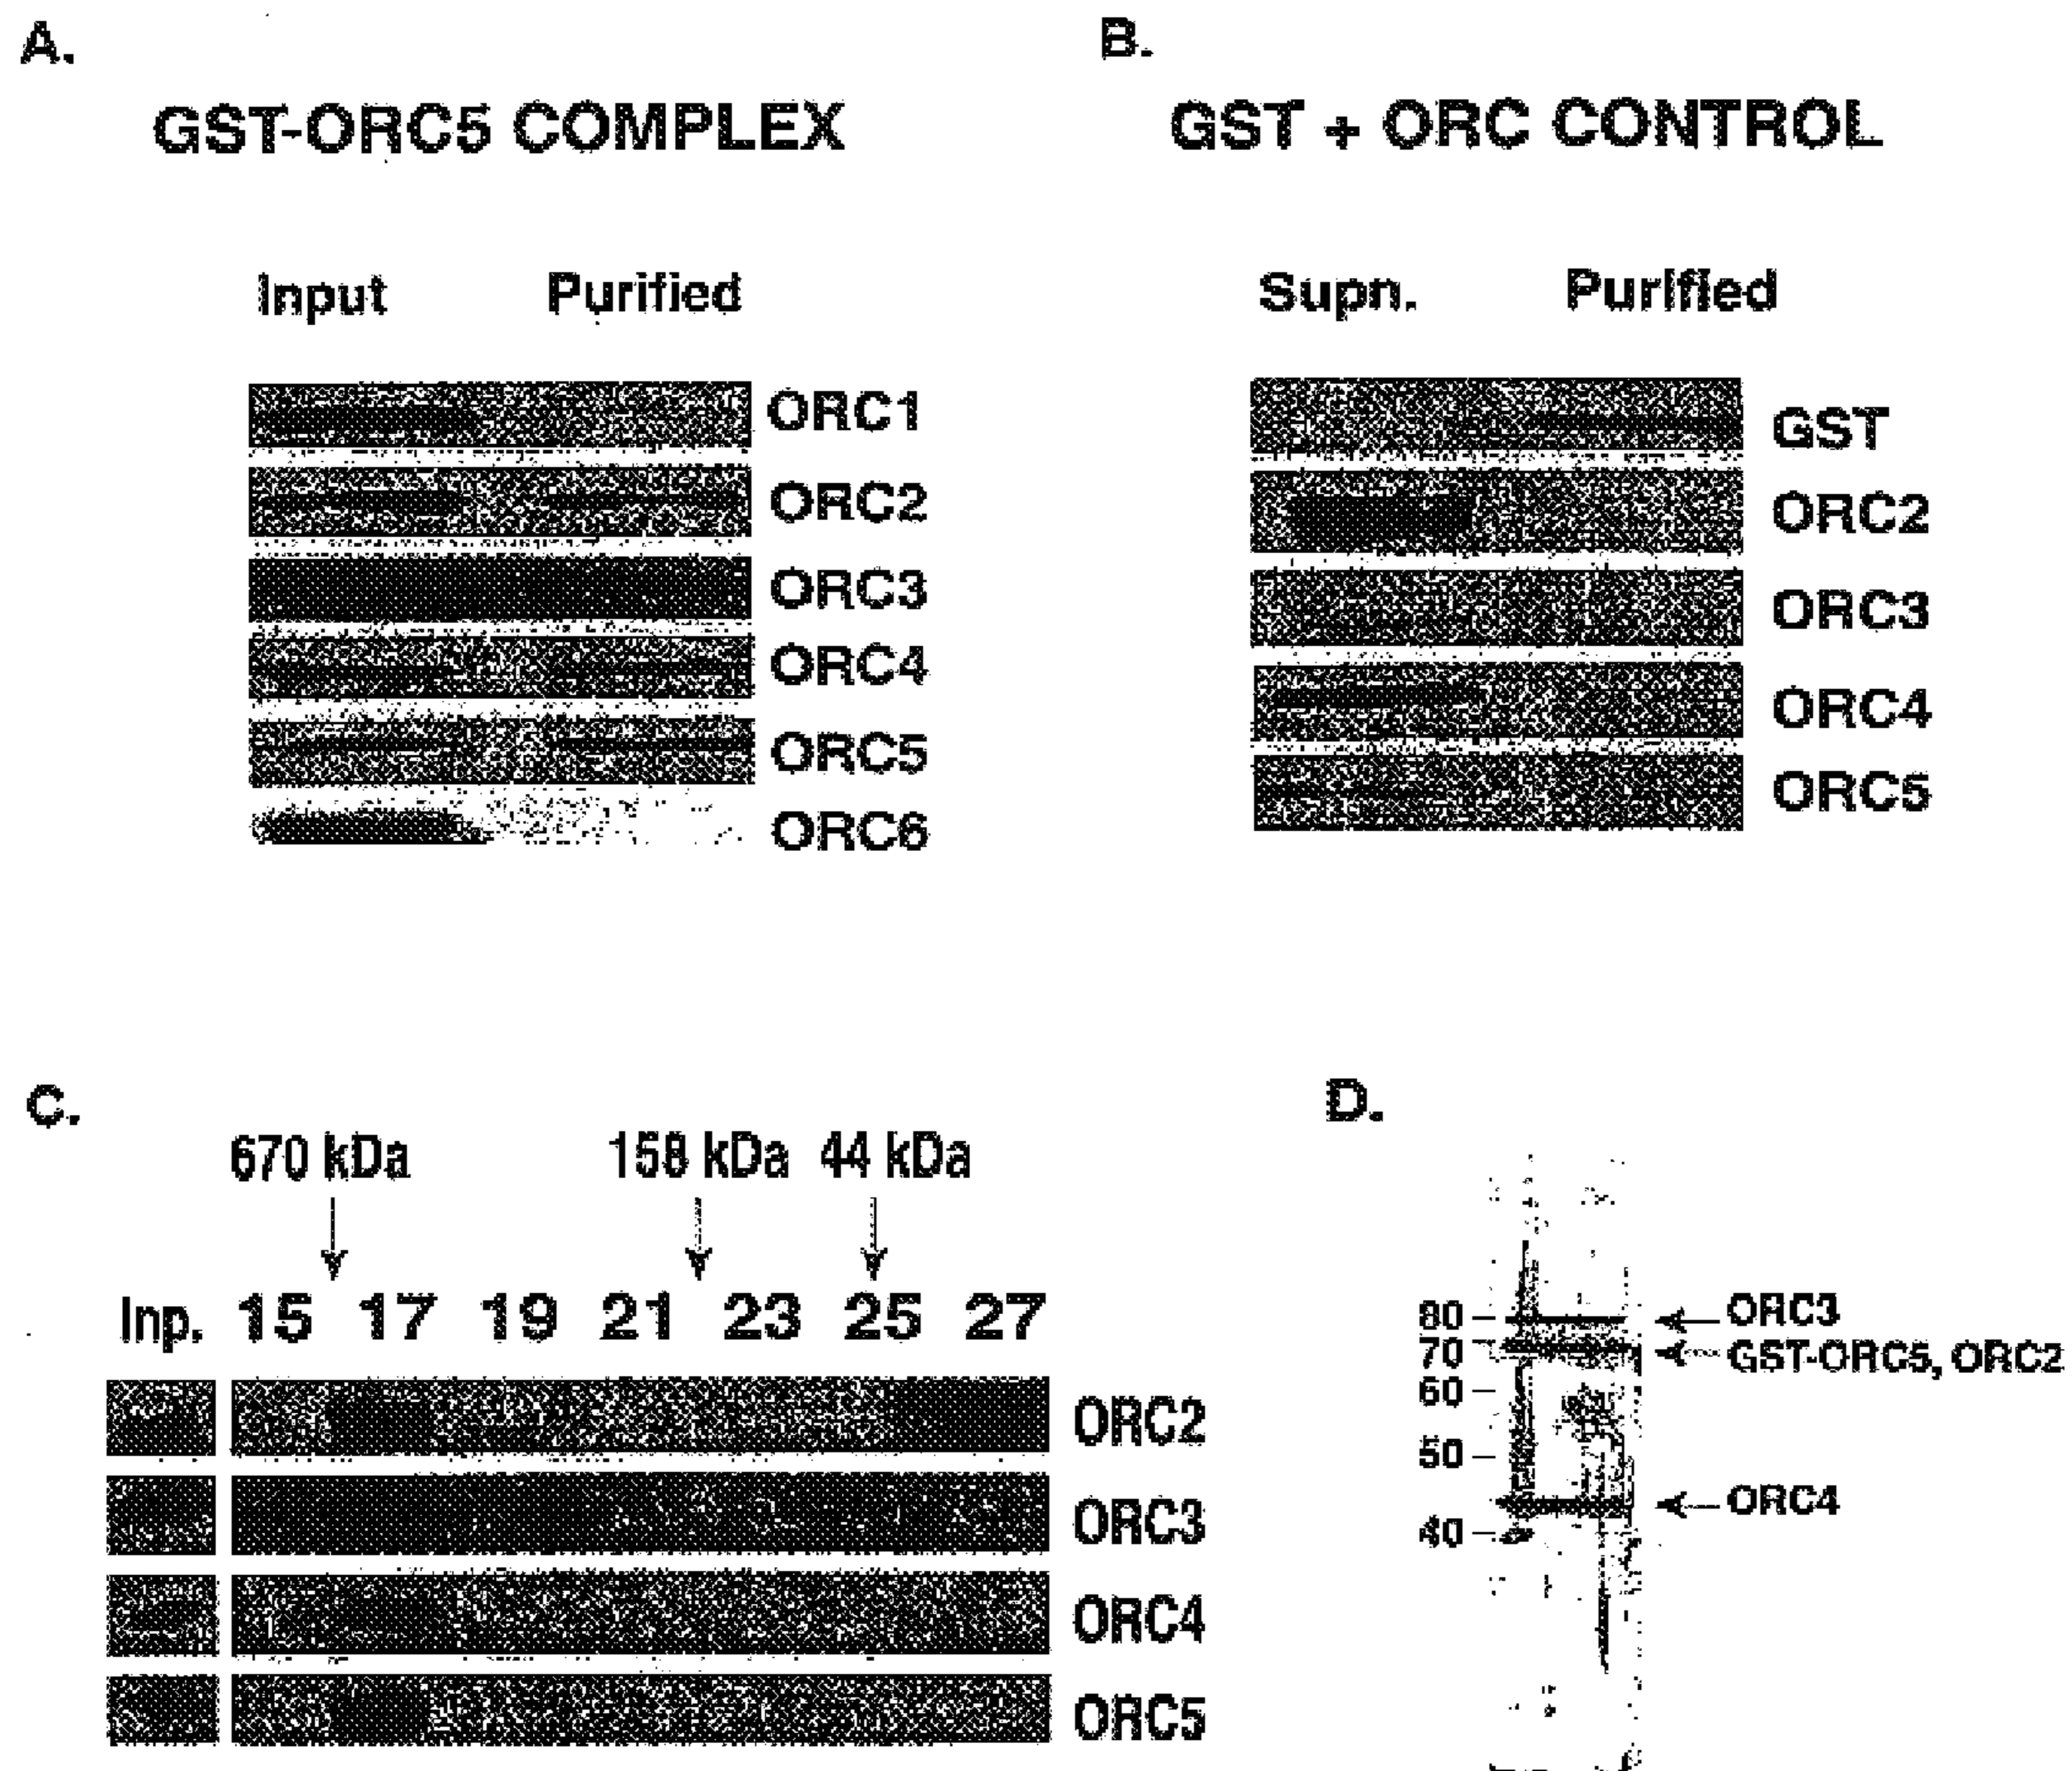 A.
GST-ORC5 COMPLEX
Input Purified
ORC1
ORC2
ORC3
ORC4
ORC5
ORC6
B.
GST + ORC CONTROL
Supn. Purified
GST
ORC2
ORC3
ORC4
ORC5
C.
670 kDa 158 kDa 44 kDa
Inp. 15 17 19 21 23 25 27
ORC2
ORC3
ORC4
ORC5
D.
80 ORC3
70 GST-ORC5, ORC2
60
50
ORC4
40